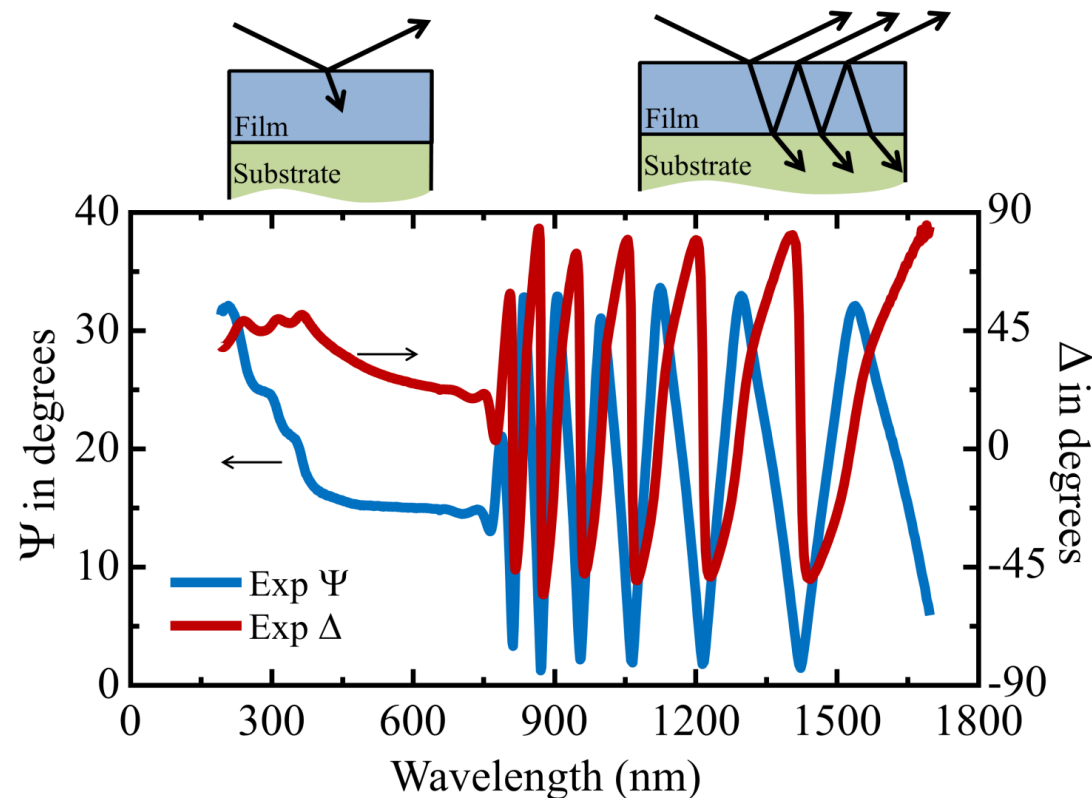 Film
Substrate
Film
Substrate
40
30
20
10
0
Ψ in degrees
90
45
0
-45
-90
Δ in degrees
Exp Ψ
Exp Δ
0 300 600 900 1200 1500 1800
Wavelength (nm)